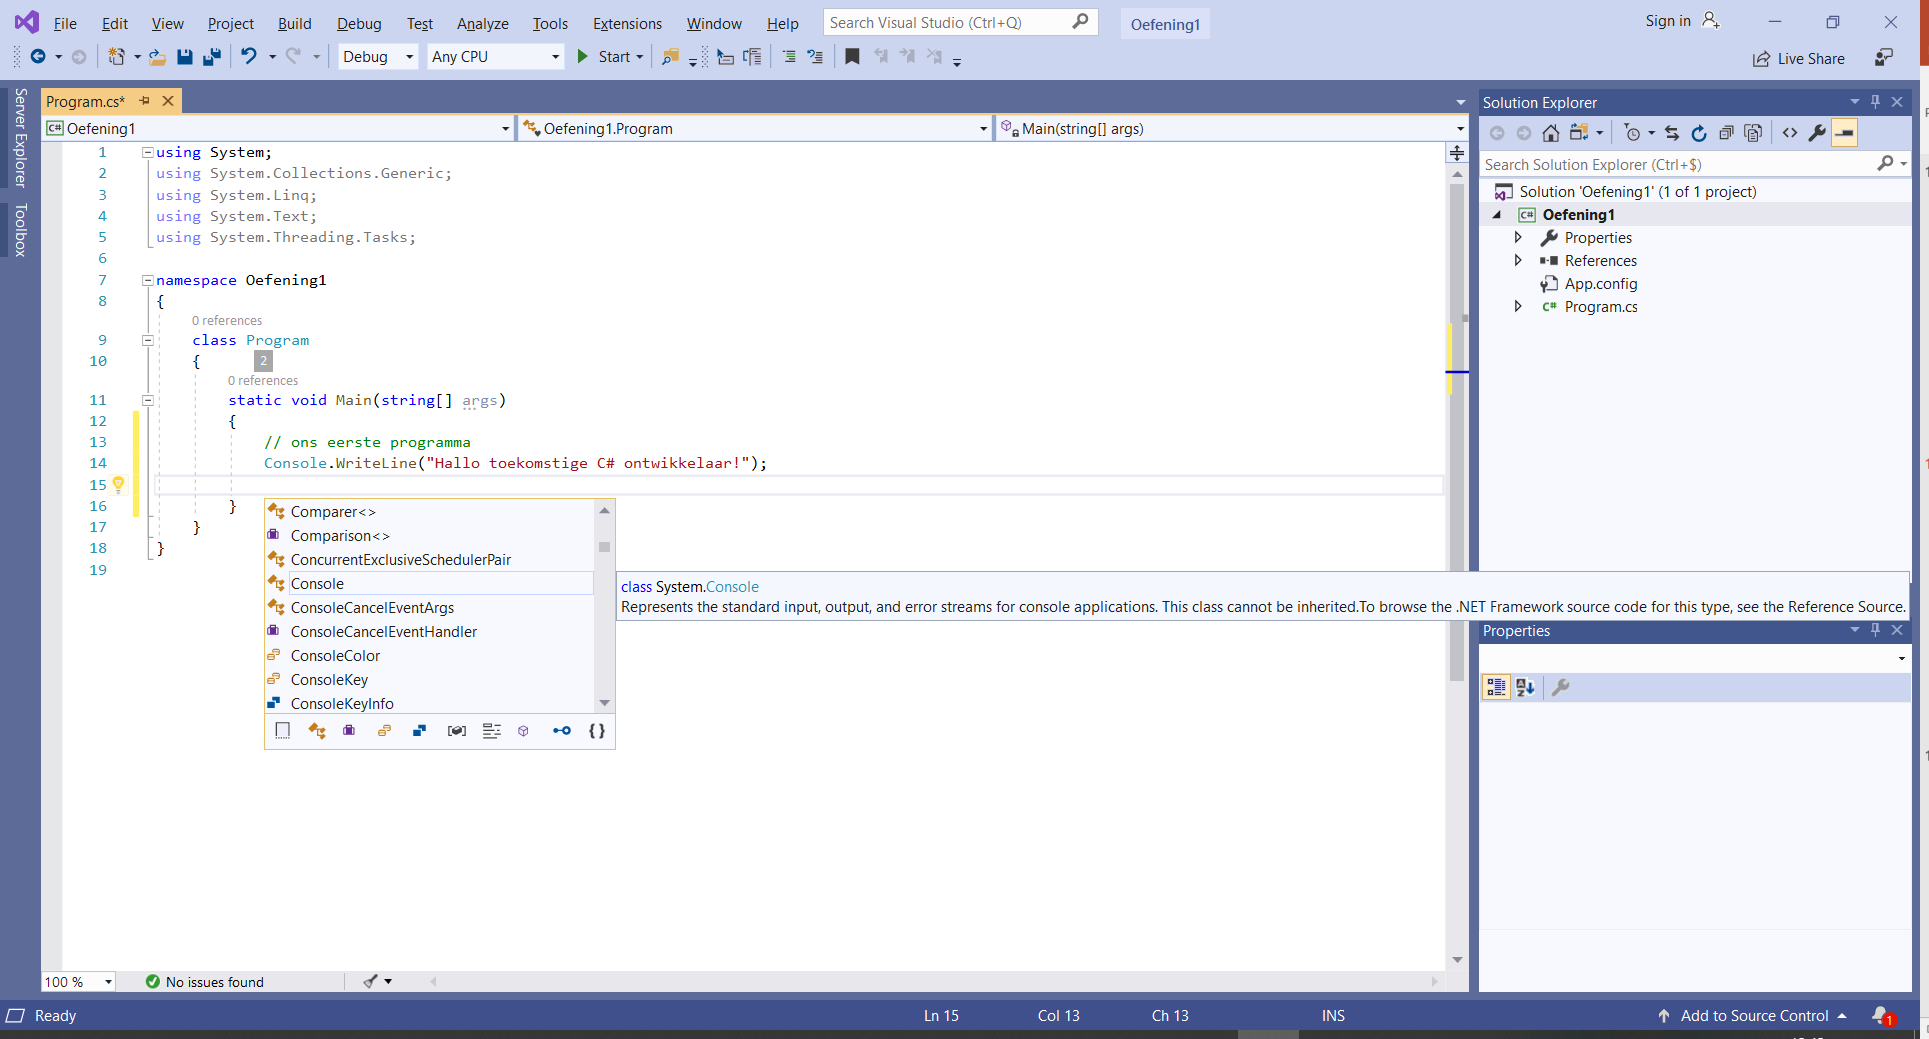 File Edit View Project Build Debug Test Analyze Tools Extensions Window Help Search Visual Studio (Ctrl+Q) Oefening1 Sign in
Debug Any CPU Start Live Share
Server Explorer
Toolbox
Program.cs*
Oefening1 Oefening1.Program Main(string[] args)
1 using System;
2 using System.Collections.Generic;
3 using System.Linq;
4 using System.Text;
5 using System.Threading.Tasks;
6
7 namespace Oefening1
8 {
0 references
9 class Program
10 {
2
0 references
11 static void Main(string[] args)
12 {
13 // ons eerste programma
14 Console.WriteLine("Hallo toekomstige C# ontwikkelaar!");
15
16 }
17 }
18 }
19
Comparer<>
Comparison<>
ConcurrentExclusiveSchedulerPair
Console
ConsoleCancelEventArgs
ConsoleCancelEventHandler
ConsoleColor
ConsoleKey
ConsoleKeyInfo
class System.Console
Represents the standard input, output, and error streams for console applications. This class cannot be inherited.To browse the .NET Framework source code for this type, see the Reference Source.
Solution Explorer
Search Solution Explorer (Ctrl+$)
Solution 'Oefening1' (1 of 1 project)
C# Oefening1
Properties
References
App.config
C# Program.cs
Properties
100 % No issues found
Ready Ln 15 Col 13 Ch 13 INS Add to Source Control 1